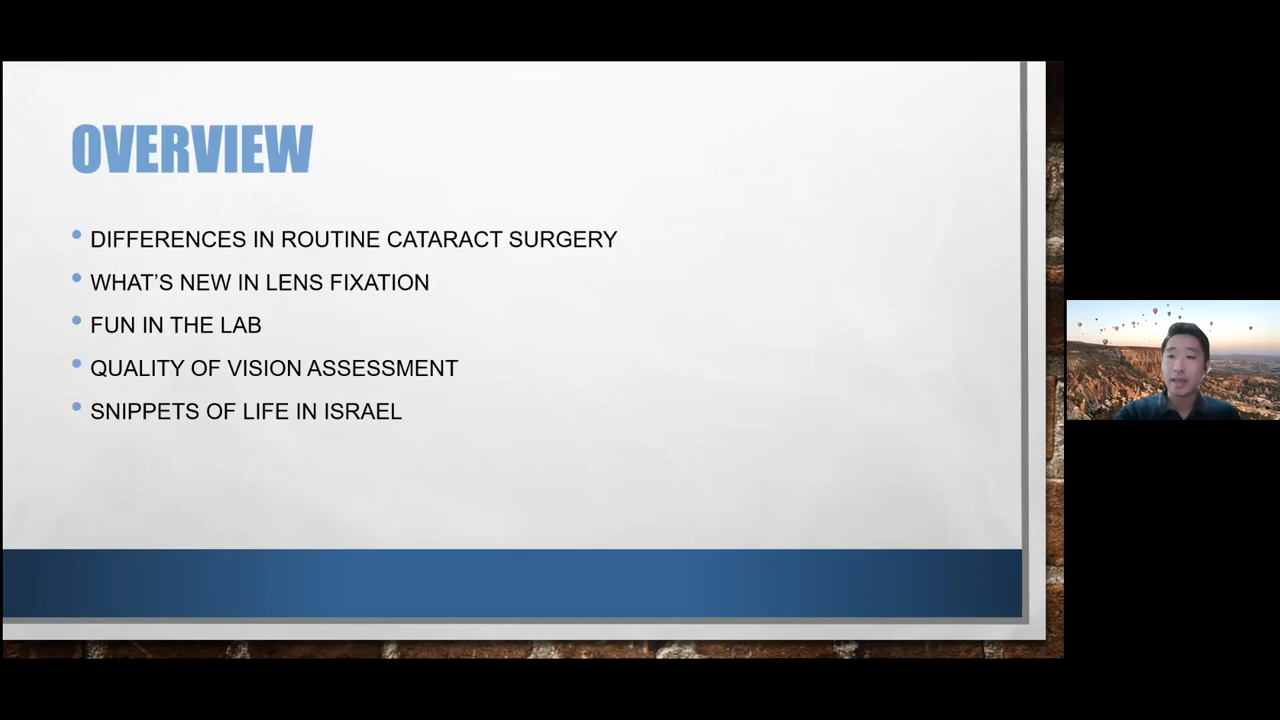 OVERVIEW
DIFFERENCES IN ROUTINE CATARACT SURGERY
WHAT'S NEW IN LENS FIXATION
FUN IN THE LAB
QUALITY OF VISION ASSESSMENT
SNIPPETS OF LIFE IN ISRAEL